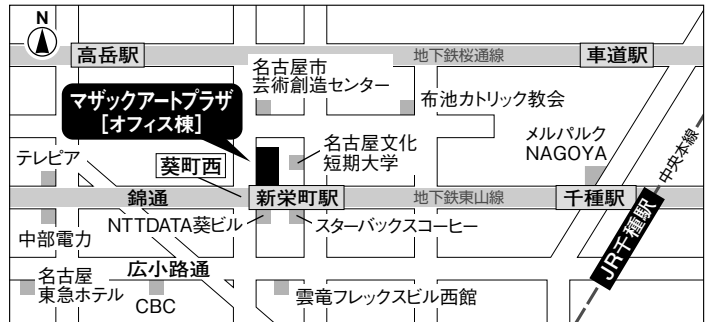 N
高岳駅
地下鉄桜通線
車道駅
名古屋市
芸術創造センター
マザックアートプラザ
[オフィス棟]
布池カトリック教会
名古屋文化
短期大学
メルパルク
NAGOYA
中央本線
テレピア
葵町西
錦通
新栄町駅
地下鉄東山線
千種駅
中部電力
NTTDATA葵ビル
スターバックスコーヒー
JR千種駅
広小路通
名古屋
東急ホテル
CBC
雲竜フレックスビル西館